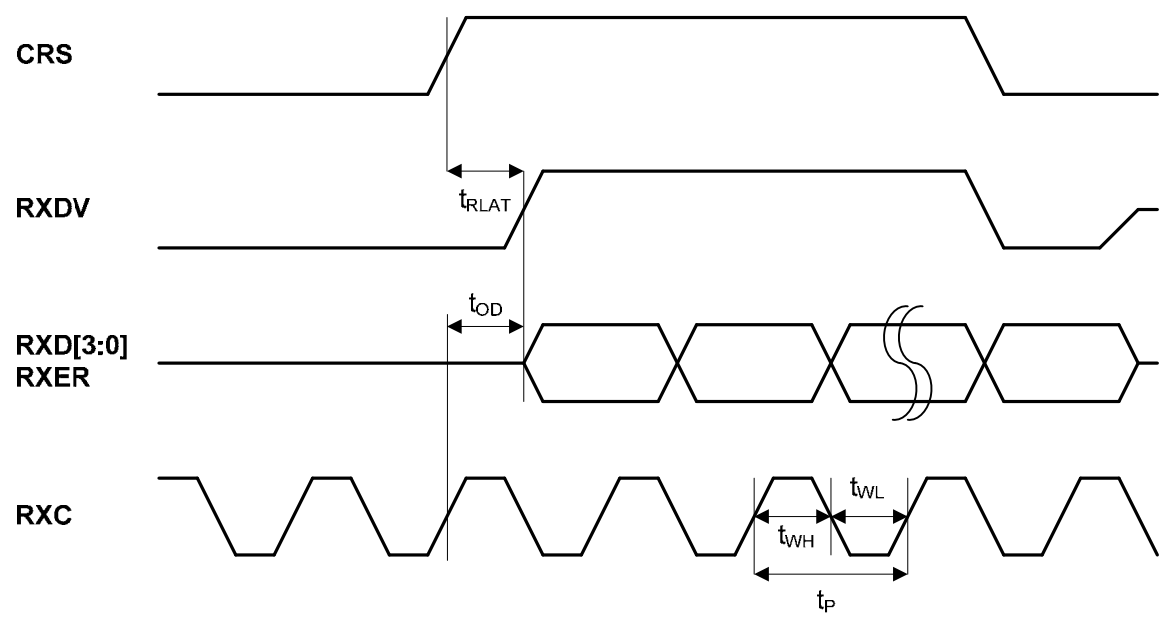 CRS
tRLAT
RXDV
tOD
RXD[3:0]
RXER
RXC
tWH
tWL
tP